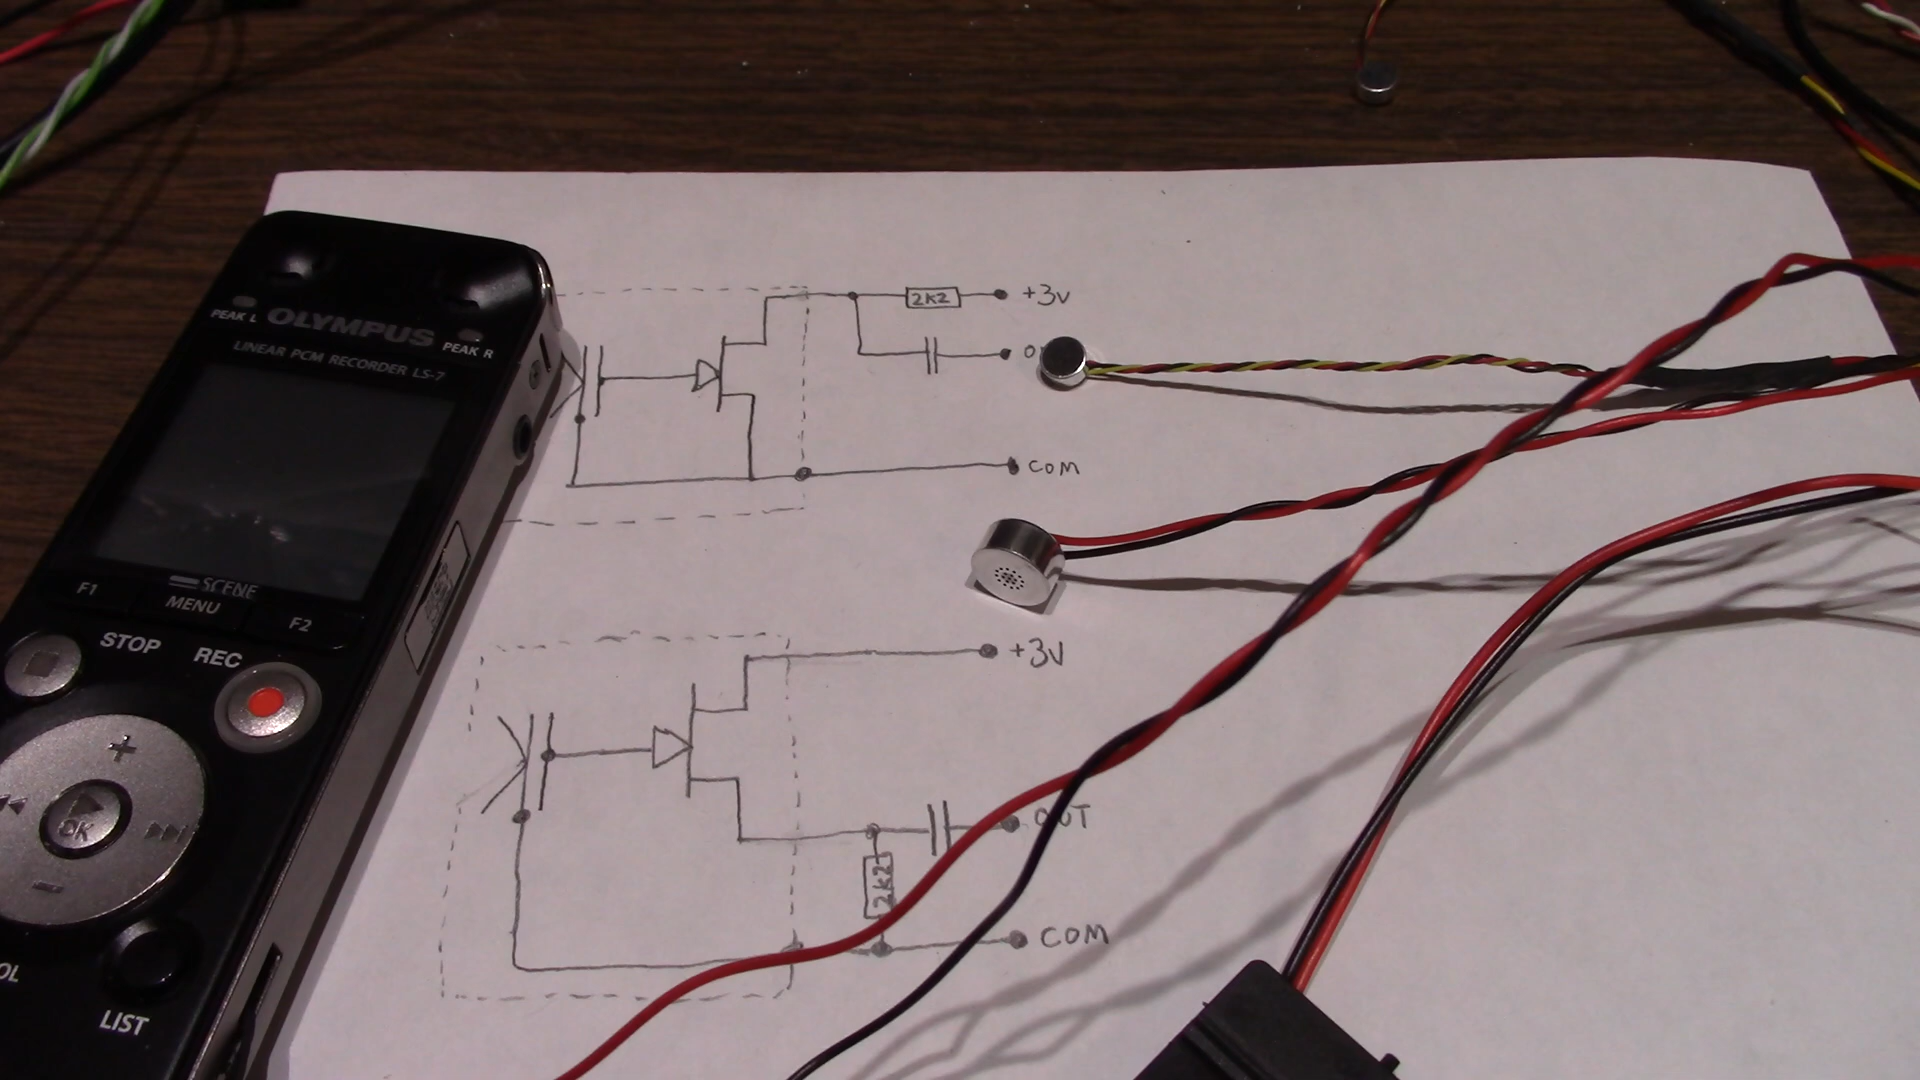 PEAK L OLYMPUS PEAK R
LINEAR PCM RECORDER LS-7
F1 SCENE F2
MENU
STOP REC
+
OK
−
LIST
2K2 +3V
COM
+3V
OUT
2K2
COM